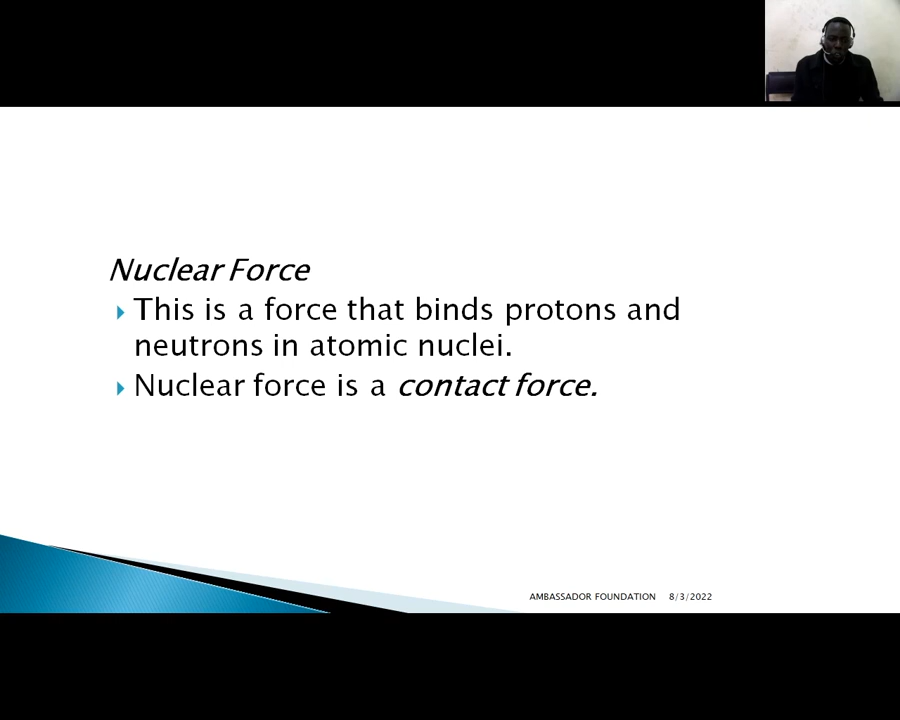 Nuclear Force
This is a force that binds protons and
neutrons in atomic nuclei.
Nuclear force is a contact force.
AMBASSADOR FOUNDATION 8/3/2022